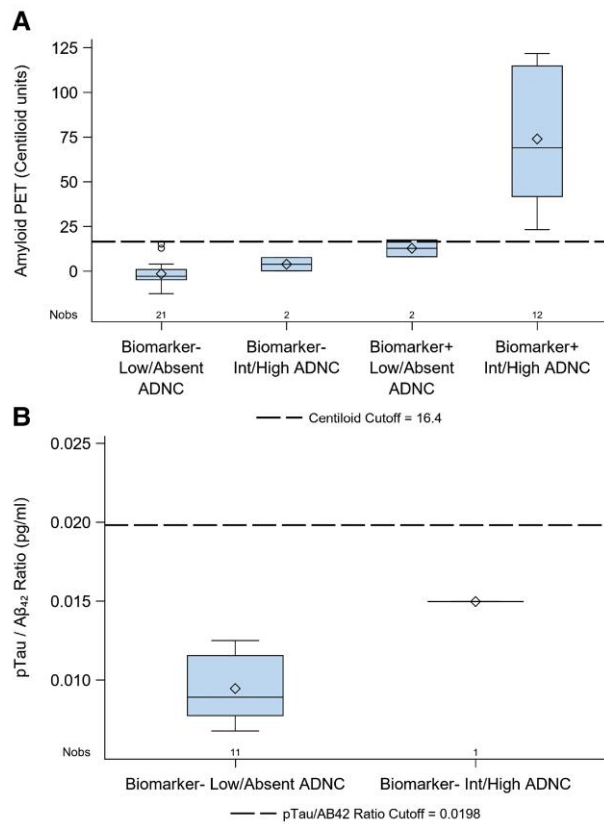 A
Amyloid PET (Centiloid units)
125
100
75
50
25
0
Nobs
21
2
2
12
Biomarker-
Low/Absent
ADNC
Biomarker-
Int/High ADNC
Biomarker+
Low/Absent
ADNC
Biomarker+
Int/High ADNC
Centiloid Cutoff = 16.4
B
pTau / Aβ₄₂ Ratio (pg/ml)
0.025
0.020
0.015
0.010
Nobs
11
1
Biomarker- Low/Absent ADNC
Biomarker- Int/High ADNC
pTau/AB42 Ratio Cutoff = 0.0198